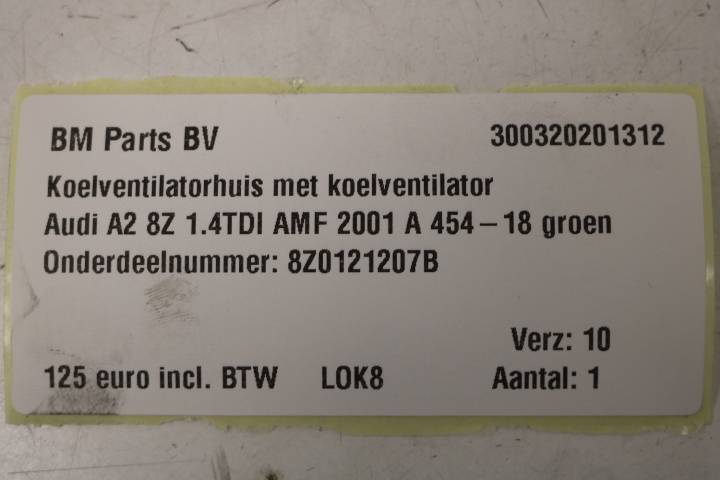 BM Parts BV 300320201312
Koelventilatorhuis met koelventilator
Audi A2 8Z 1.4TDI AMF 2001 A 454-18 groen
Onderdeelnummer: 8Z0121207B
Verz: 10
125 euro incl. BTW LOK8 Aantal: 1